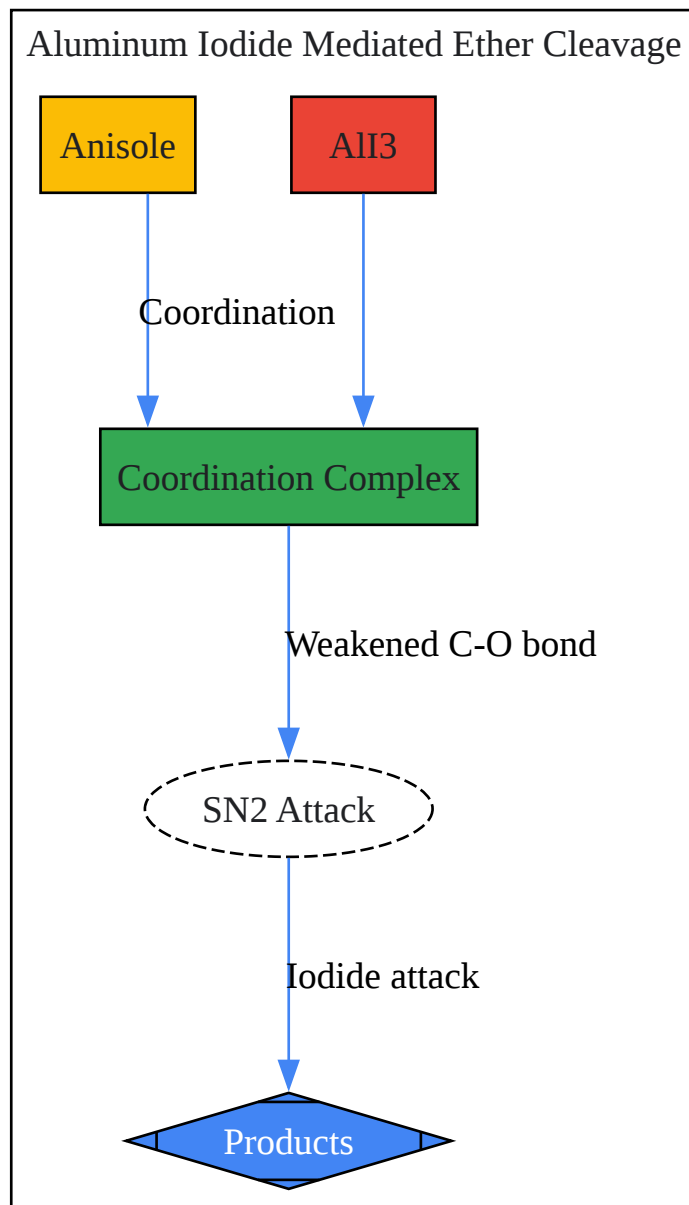 Aluminum Iodide Mediated Ether Cleavage
Anisole
AlI3
Coordination
Coordination Complex
Weakened C-O bond
SN2 Attack
Iodide attack
Products